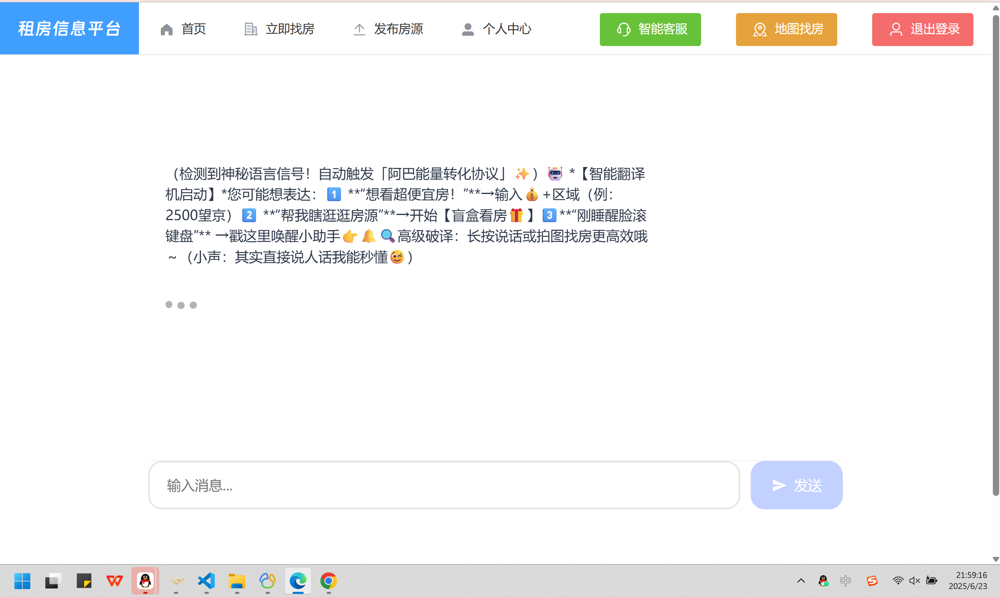 租房信息平台
首页
立即找房
发布房源
个人中心
智能客服
地图找房
退出登录
（检测到神秘语言信号！自动触发「阿巴能量转化协议」✨） 🤖 *【智能翻译
机启动】*您可能想表达：1️⃣ **“想看超便宜房！”**→输入💰+区域（例：
2500望京）2️⃣ **“帮我瞎逛逛房源”**→开始【盲盒看房🎁】3️⃣**“刚睡醒脸滚
键盘”** →戳这里唤醒小助手👉🔔 🔍高级破译：长按说话或拍图找房更高效哦
~（小声：其实直接说人话我能秒懂😉）
输入消息...
发送
中
21:59:16
2025/6/23